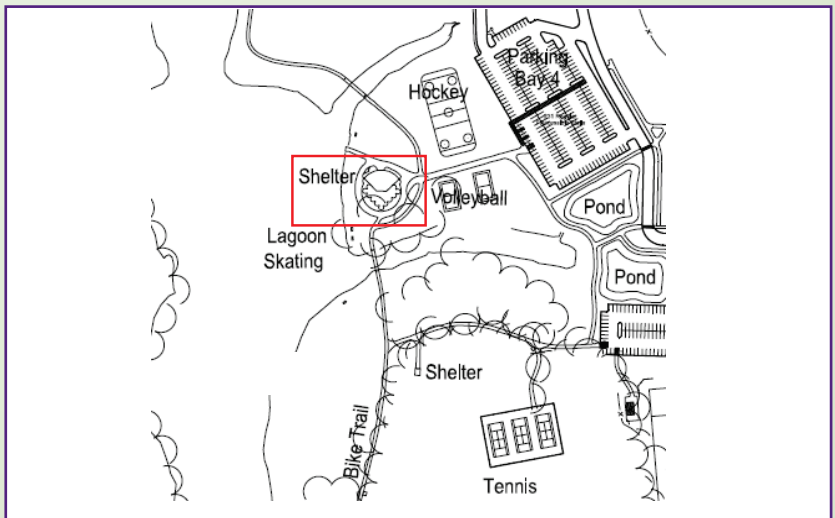 Parking
Bay 4
Hockey
Shelter
Volleyball
Pond
Lagoon
Skating
Pond
Shelter
Bike Trail
Tennis